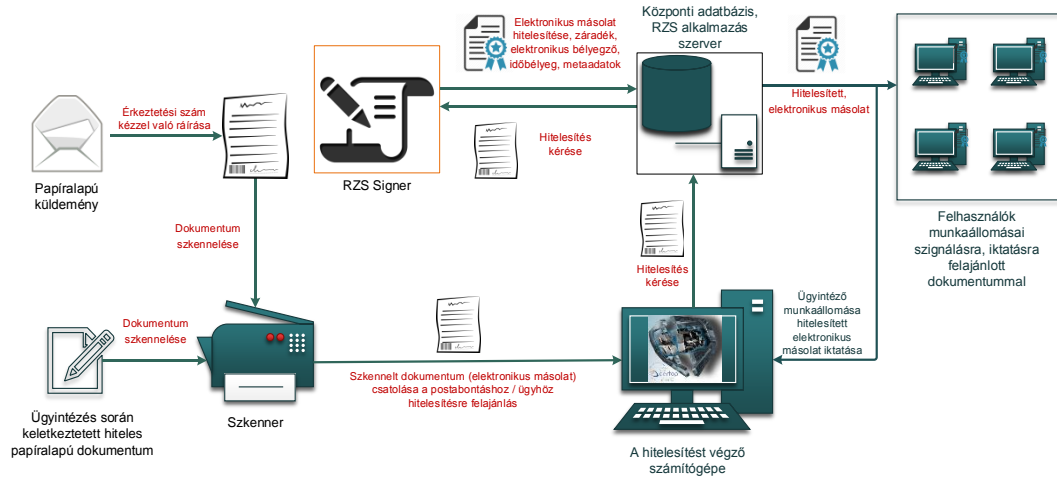 Elektronikus másolat
hitelesítése, záradék,
elektronikus bélyegző,
időbélyeg, metaadatok
Központi adatbázis,
RZS alkalmazás
szerver
Érkeztetési szám
kézzel való ráírása
Hitelesítés
kérése
Hitelesített,
elektronikus másolat
Papíralapú
küldemény
RZS Signer
Felhasználók
munkaállomásai
szignálásra, iktatásra
felajánlott
dokumentummal
Dokumentum
szkennelése
Hitelesítés
kérése
Ügyintéző
munkaállomása
hitelesített
elektronikus
másolat iktatása
Dokumentum
szkennelése
Szkennelt dokumentum (elektronikus másolat)
csatolása a postabontáshoz / ügyhöz
hitelesítésre felajánlás
Ügyintézés során
keletkeztetett hiteles
papíralapú dokumentum
Szkenner
A hitelesítést végző
számítógépe